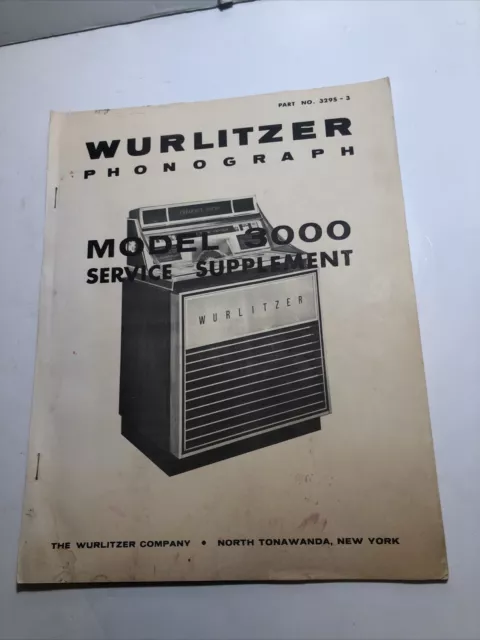 PART NO. 3295 - 3
WURLITZER
PHONOGRAPH
MODEL 3000
SERVICE SUPPLEMENT
WURLITZER
THE WURLITZER COMPANY • NORTH TONAWANDA, NEW YORK